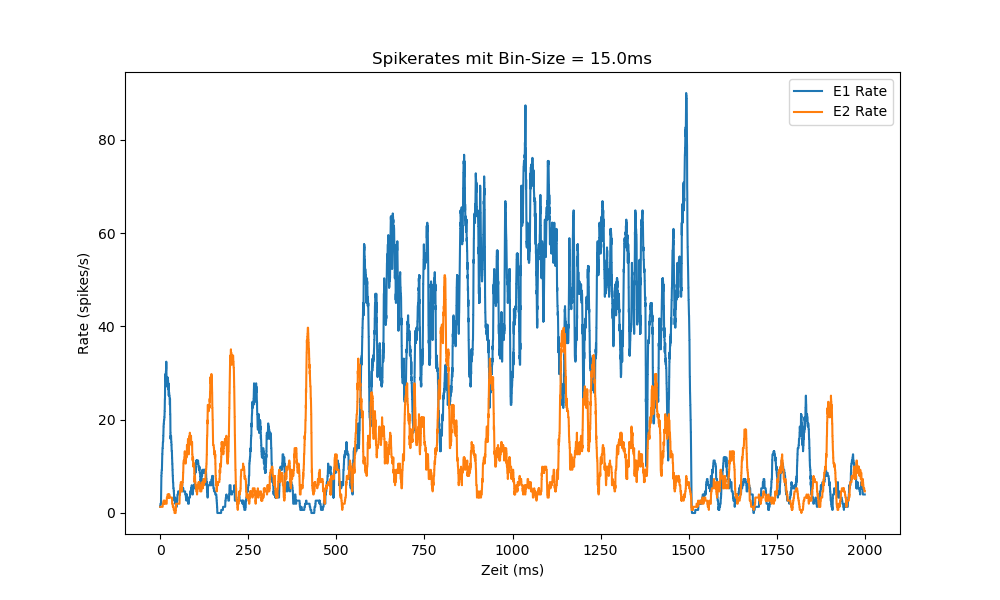 Spikerates mit Bin-Size = 15.0ms
E1 Rate
E2 Rate
80
60
40
20
0
Rate (spikes/s)
0 250 500 750 1000 1250 1500 1750 2000
Zeit (ms)